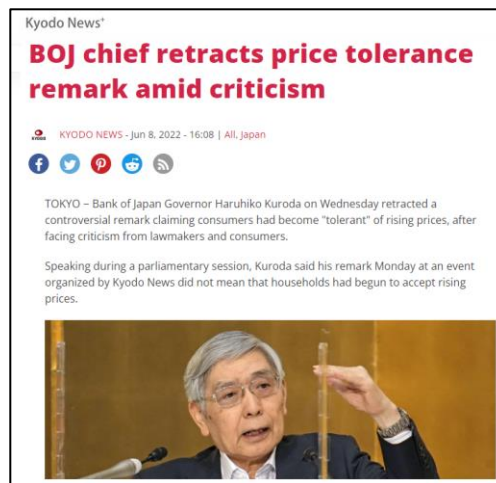 Kyodo News+
BOJ chief retracts price tolerance
remark amid criticism
KYODO NEWS - Jun 8, 2022 - 16:08 | All, Japan
TOKYO – Bank of Japan Governor Haruhiko Kuroda on Wednesday retracted a
controversial remark claiming consumers had become "tolerant" of rising prices, after
facing criticism from lawmakers and consumers.
Speaking during a parliamentary session, Kuroda said his remark Monday at an event
organized by Kyodo News did not mean that households had begun to accept rising
prices.